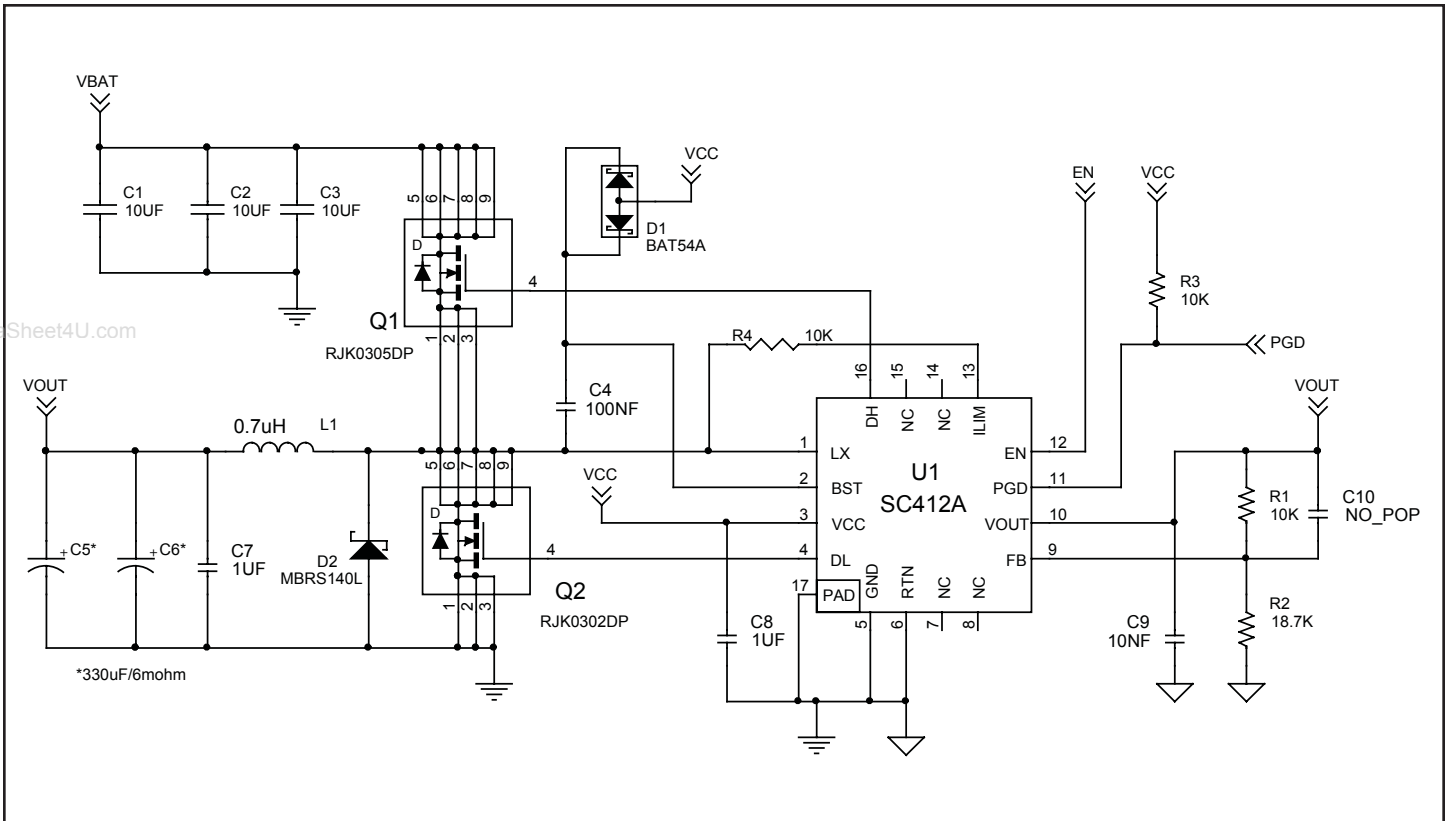 VBAT
C1
10UF
C2
10UF
C3
10UF
5
6
7
8
9
D
Q1
RJK0305DP
1
2
3
4
VCC
D1
BAT54A
EN
VCC
R3
10K
PGD
aSheet4U.com
R4
10K
C4
100NF
16
15
14
13
DH
NC
NC
ILIM
VOUT
0.7uH
L1
1
LX
2
BST
3
VCC
4
DL
17
PAD
U1
SC412A
EN
12
PGD
11
VOUT
10
FB
9
GND
RTN
NC
NC
5
6
7
8
VOUT
R1
10K
C10
NO_POP
R2
18.7K
C9
10NF
VCC
C8
1UF
5
6
7
8
9
D
4
Q2
RJK0302DP
1
2
3
+C5*
+C6*
C7
1UF
D2
MBRS140L
*330uF/6mohm